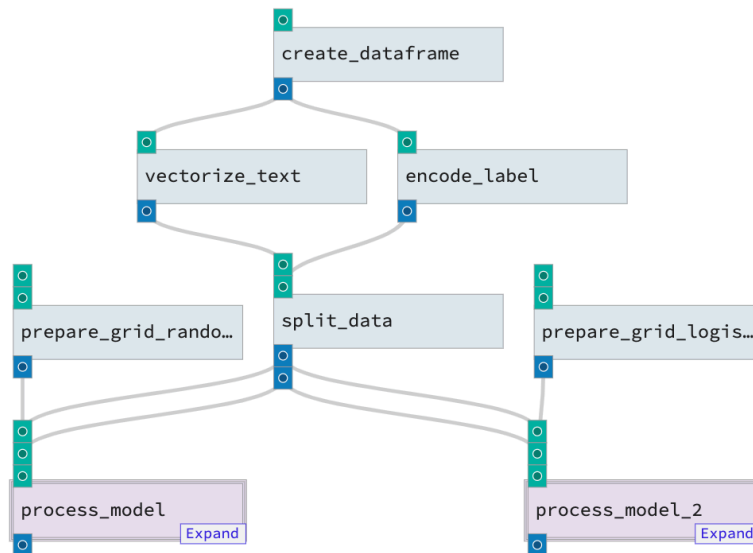 create_dataframe
vectorize_text
encode_label
prepare_grid_rando…
split_data
prepare_grid_logis…
process_model
Expand
process_model_2
Expand